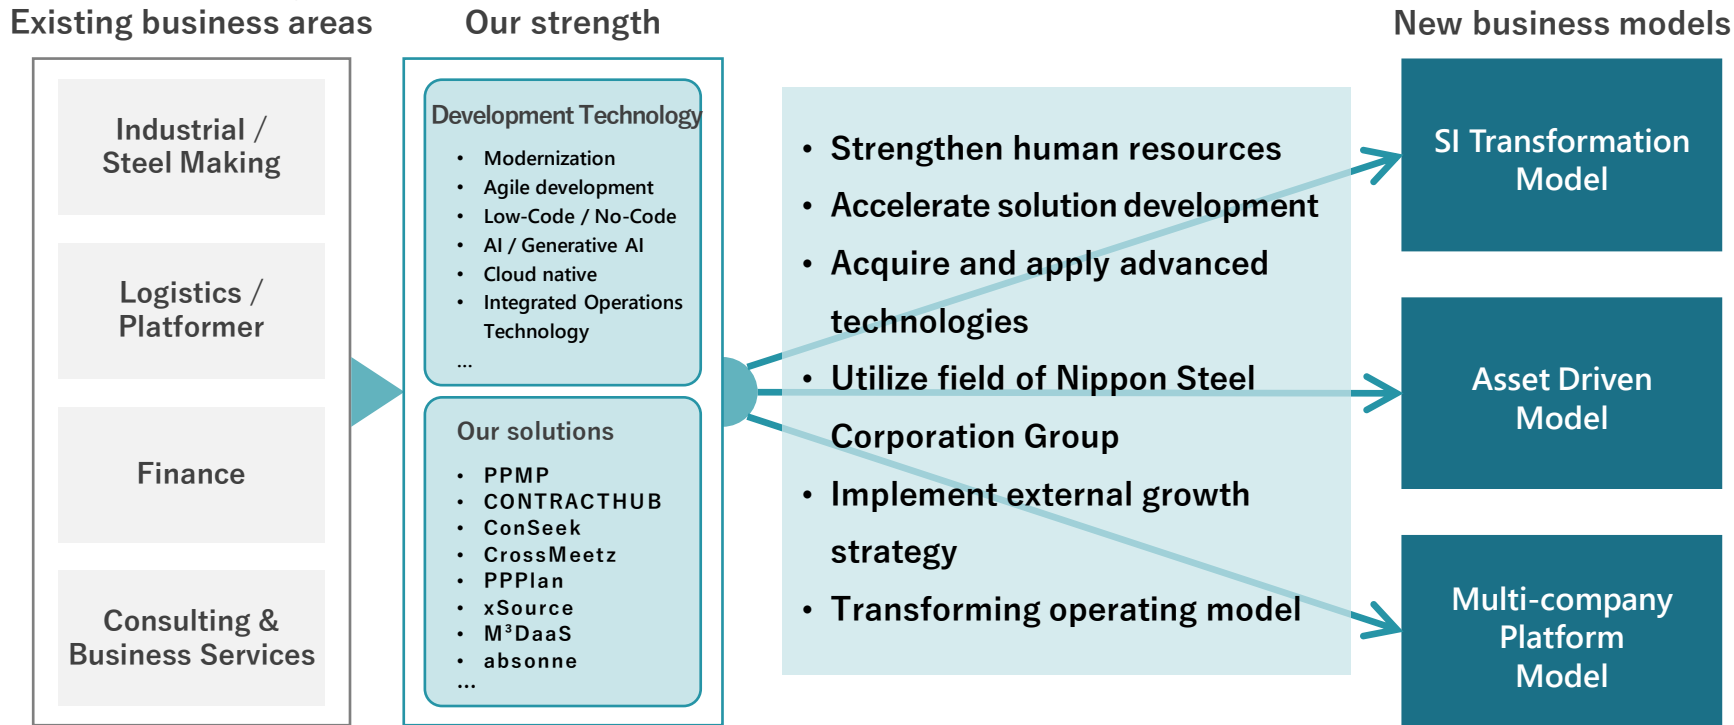 Existing business areas
Industrial /
Steel Making
Logistics /
Platformer
Finance
Consulting &
Business Services
Our strength
Development Technology
• Modernization
• Agile development
• Low-Code / No-Code
• AI / Generative AI
• Cloud native
• Integrated Operations
Technology
...
Our solutions
• PPMP
• CONTRACTHUB
• ConSeek
• CrossMeetz
• PPPlan
• xSource
• M³DaaS
• absonne
...
• Strengthen human resources
• Accelerate solution development
• Acquire and apply advanced
technologies
• Utilize field of Nippon Steel
Corporation Group
• Implement external growth
strategy
• Transforming operating model
New business models
SI Transformation
Model
Asset Driven
Model
Multi-company
Platform
Model